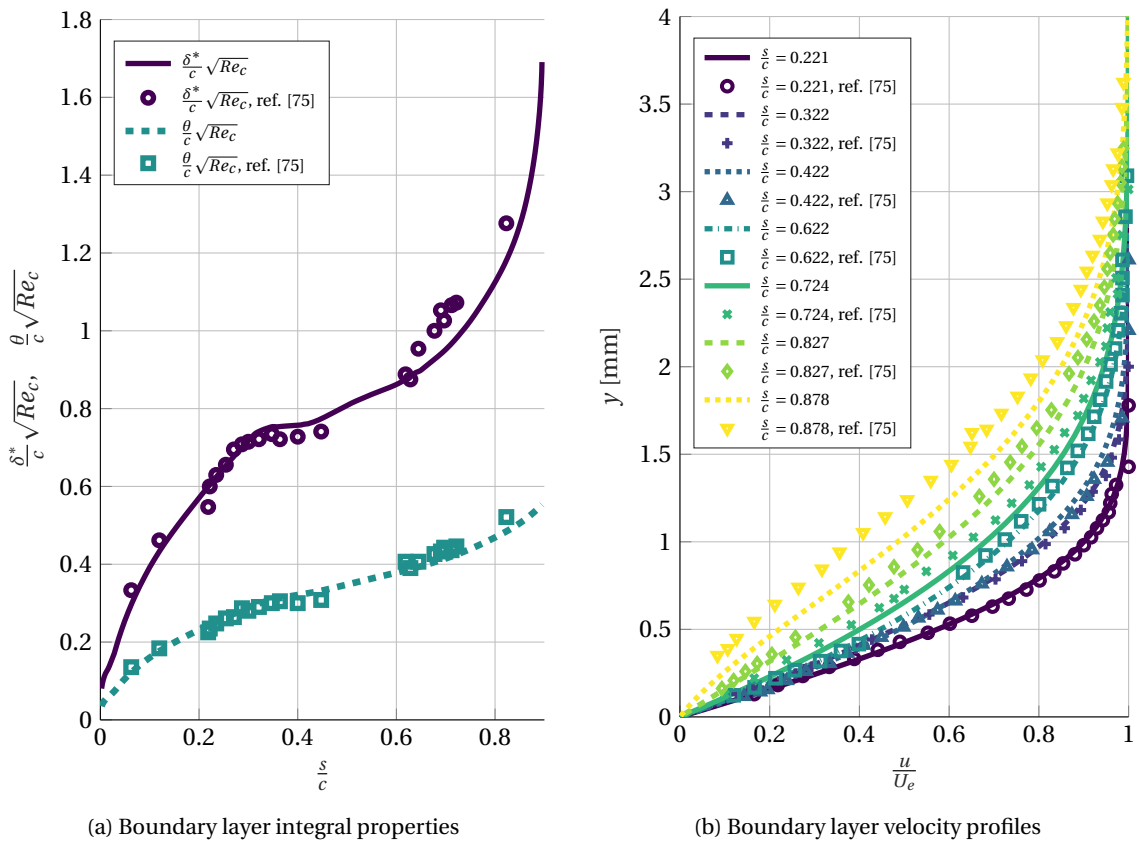 1.8
1.6
1.4
1.2
1
0.8
0.6
0.4
0.2
0
0 0.2 0.4 0.6 0.8
δ*/c √Re_c, θ/c √Re_c
s/c
δ*/c √Re_c
δ*/c √Re_c, ref. [75]
θ/c √Re_c
θ/c √Re_c, ref. [75]
(a) Boundary layer integral properties
4
3.5
3
2.5
2
1.5
1
0.5
0
0 0.2 0.4 0.6 0.8 1
y [mm]
u/U_e
s/c = 0.221
s/c = 0.221, ref. [75]
s/c = 0.322
s/c = 0.322, ref. [75]
s/c = 0.422
s/c = 0.422, ref. [75]
s/c = 0.622
s/c = 0.622, ref. [75]
s/c = 0.724
s/c = 0.724, ref. [75]
s/c = 0.827
s/c = 0.827, ref. [75]
s/c = 0.878
s/c = 0.878, ref. [75]
(b) Boundary layer velocity profiles